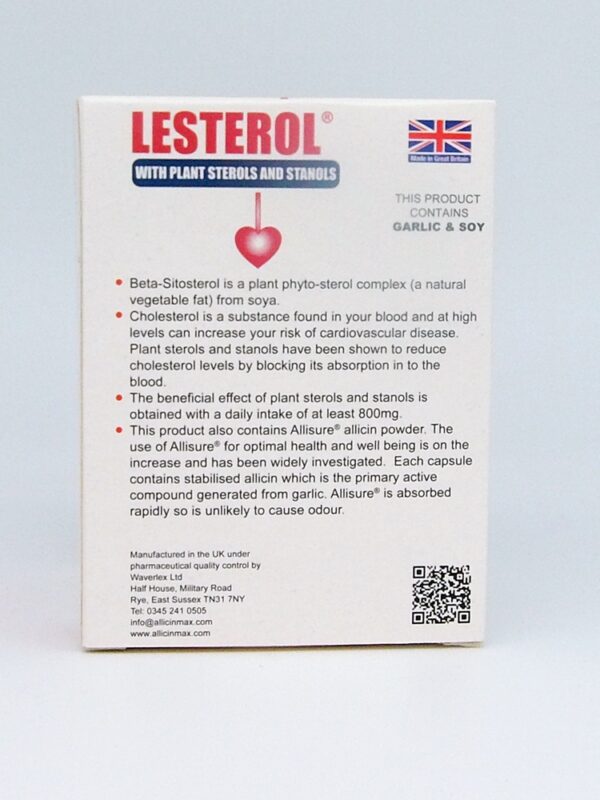 LESTEROL®
WITH PLANT STEROLS AND STANOLS
Made in Great Britain
THIS PRODUCT
CONTAINS
GARLIC & SOY
• Beta-Sitosterol is a plant phyto-sterol complex (a natural
vegetable fat) from soya.
• Cholesterol is a substance found in your blood and at high
levels can increase your risk of cardiovascular disease.
Plant sterols and stanols have been shown to reduce
cholesterol levels by blocking its absorption in to the
blood.
• The beneficial effect of plant sterols and stanols is
obtained with a daily intake of at least 800mg.
• This product also contains Allisure® allicin powder. The
use of Allisure® for optimal health and well being is on the
increase and has been widely investigated. Each capsule
contains stabilised allicin which is the primary active
compound generated from garlic. Allisure® is absorbed
rapidly so is unlikely to cause odour.
Manufactured in the UK under
pharmaceutical quality control by
Waverlex Ltd
Half House, Military Road
Rye, East Sussex TN31 7NY
Tel: 0345 241 0505
info@allicinmax.com
www.allicinmax.com